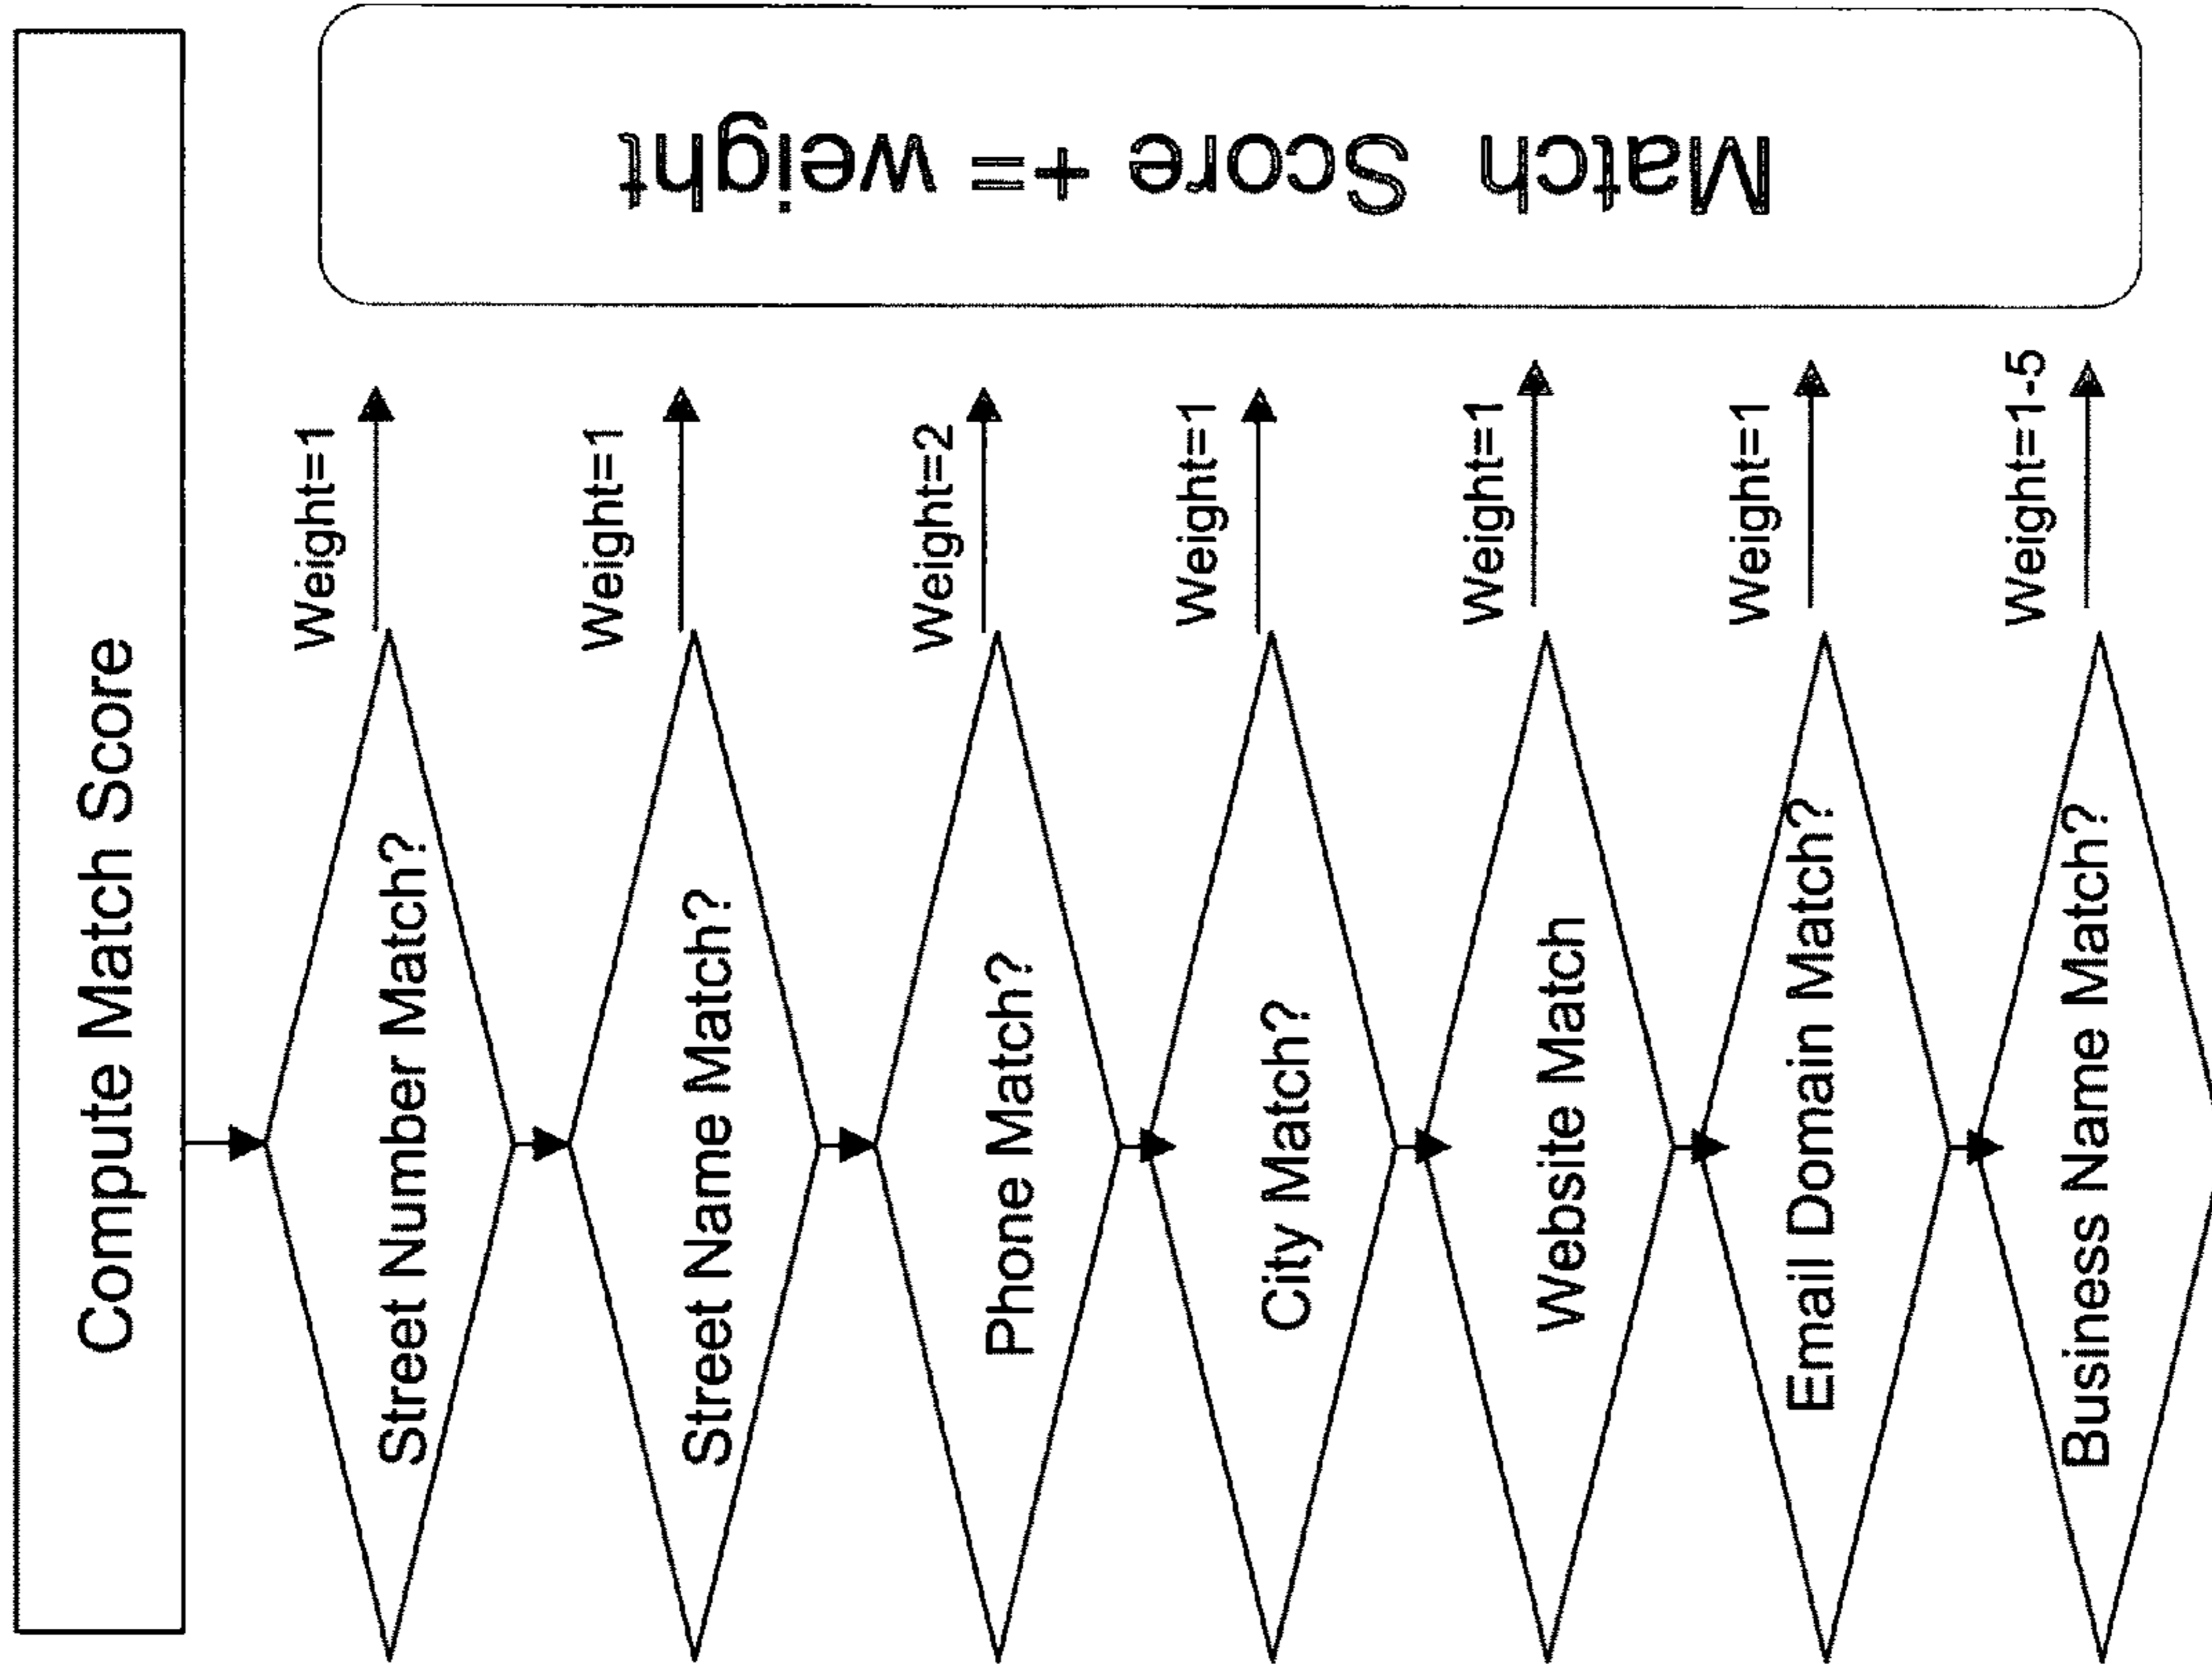 Compute Match Score
Street Number Match?
Weight=1
Street Name Match?
Weight=1
Phone Match?
Weight=2
City Match?
Weight=1
Website Match
Weight=1
Email Domain Match?
Weight=1
Business Name Match?
Weight=1-5
Match Score += weight